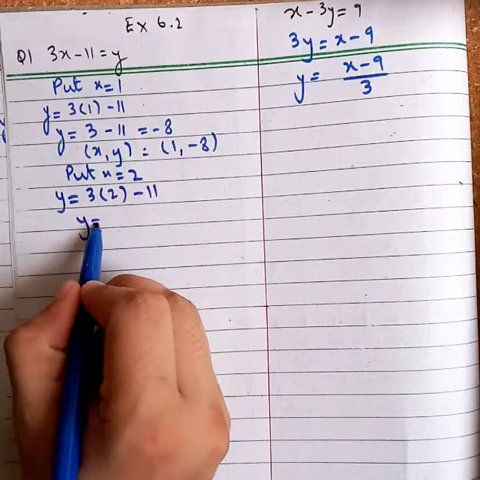 Ex 6.2
Q1 3x-11=y
Put x=1
y=3(1)-11
y=3-11=-8
(x,y)=(1,-8)
Put x=2
y=3(2)-11
y=
x-3y=9
3y=x-9
y=x-9/3